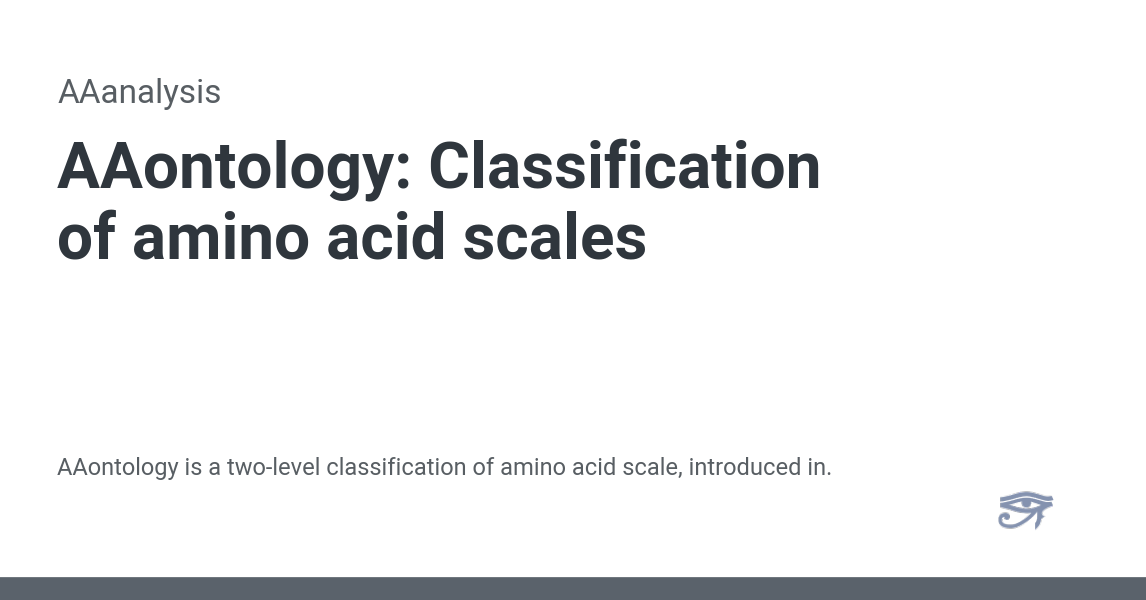 AAanalysis
AAontology: Classification
of amino acid scales
AAontology is a two-level classification of amino acid scale, introduced in.